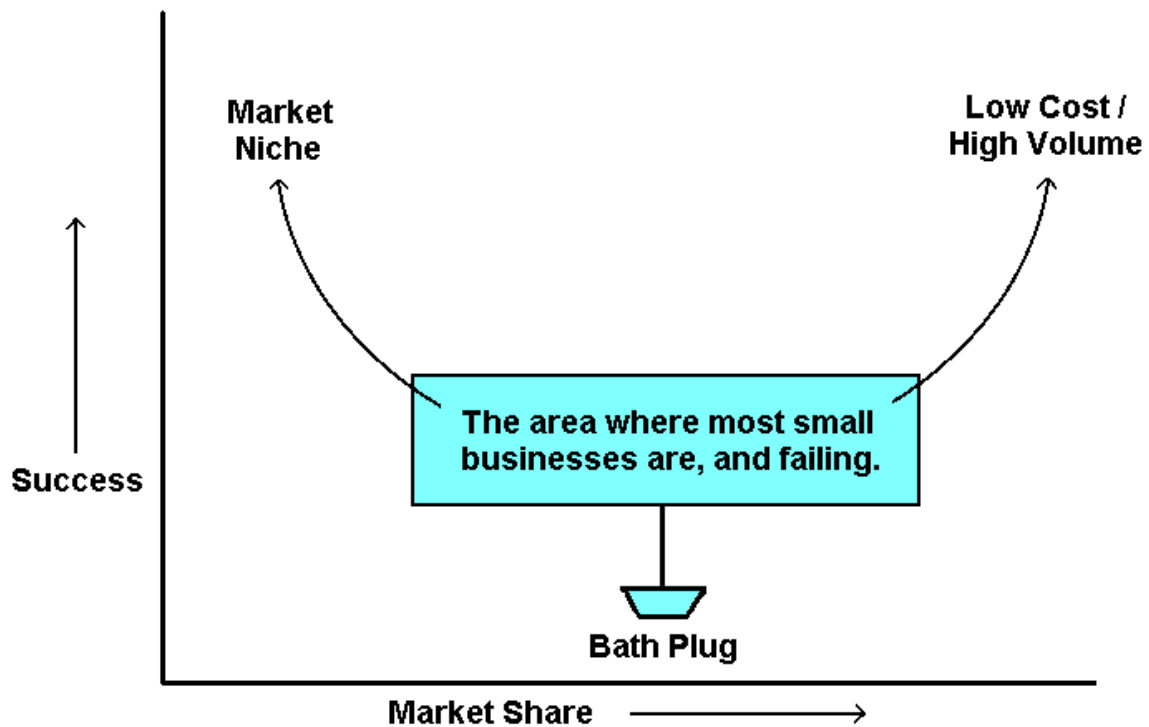 Market
Niche
Low Cost /
High Volume
The area where most small
businesses are, and failing.
Success
Bath Plug
Market Share